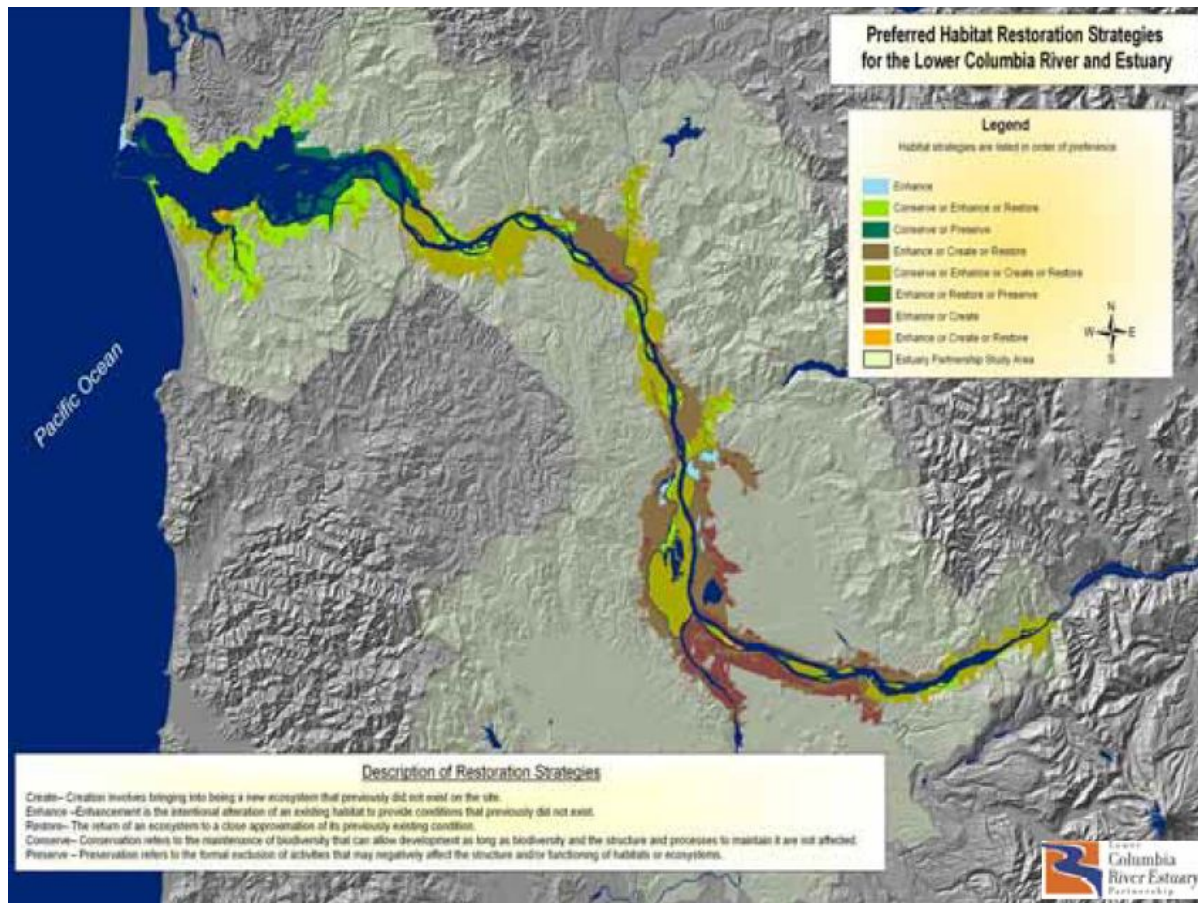 Preferred Habitat Restoration Strategies
for the Lower Columbia River and Estuary
Legend
Habitat strategies are listed in order of preference
Enhance
Conserve or Enhance or Restore
Conserve or Preserve
Enhance or Create or Restore
Conserve or Enhance or Create or Restore
Enhance or Restore or Preserve
Enhance or Create
Enhance or Create or Restore
Estuary Partnership Study Area
N
W E
S
Pacific Ocean
Description of Restoration Strategies
Create– Creation involves bringing into being a new ecosystem that previously did not exist on the site.
Enhance –Enhancement is the intentional alteration of an existing habitat to provide conditions that previously did not exist.
Restore– The return of an ecosystem to a close approximation of its previously existing condition.
Conserve– Conservation refers to the maintenance of biodiversity that can allow development as long as biodiversity and the structure and processes to maintain it are not affected.
Preserve – Preservation refers to the formal exclusion of activities that may negatively affect the structure and/or functioning of habitats or ecosystems.
Lower
Columbia
River Estuary
Partnership